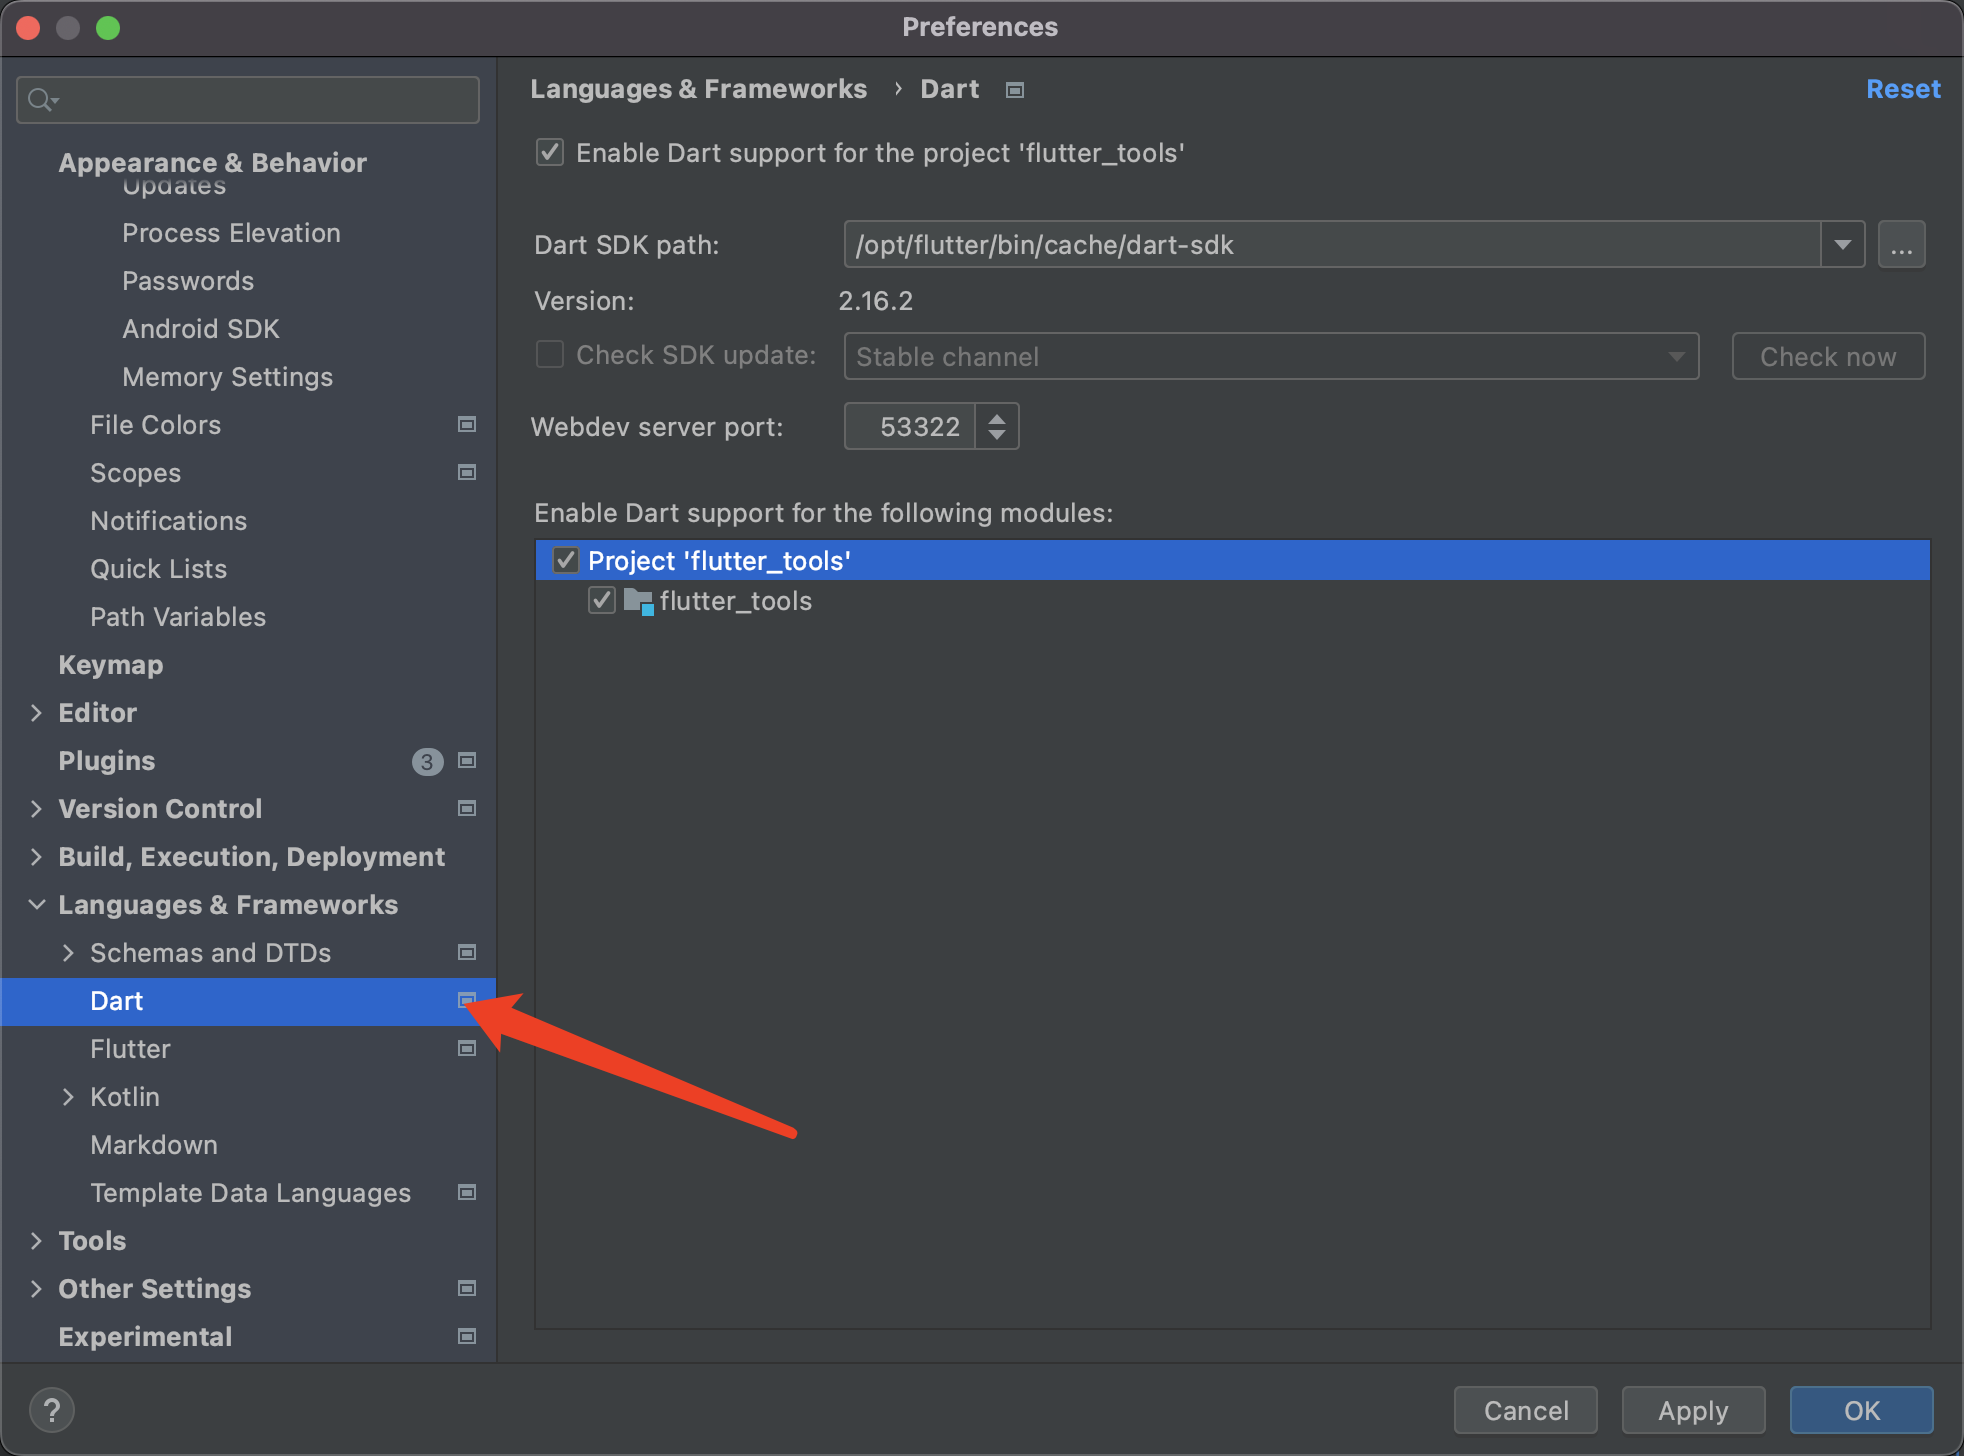 Preferences
Appearance & Behavior
Updates
Process Elevation
Passwords
Android SDK
Memory Settings
File Colors
Scopes
Notifications
Quick Lists
Path Variables
Keymap
Editor
Plugins 3
Version Control
Build, Execution, Deployment
Languages & Frameworks
Schemas and DTDs
Dart
Flutter
Kotlin
Markdown
Template Data Languages
Tools
Other Settings
Experimental
Languages & Frameworks › Dart
Reset
Enable Dart support for the project 'flutter_tools'
Dart SDK path: /opt/flutter/bin/cache/dart-sdk ...
Version: 2.16.2
Check SDK update: Stable channel Check now
Webdev server port: 53322
Enable Dart support for the following modules:
Project 'flutter_tools'
flutter_tools
?
Cancel Apply OK